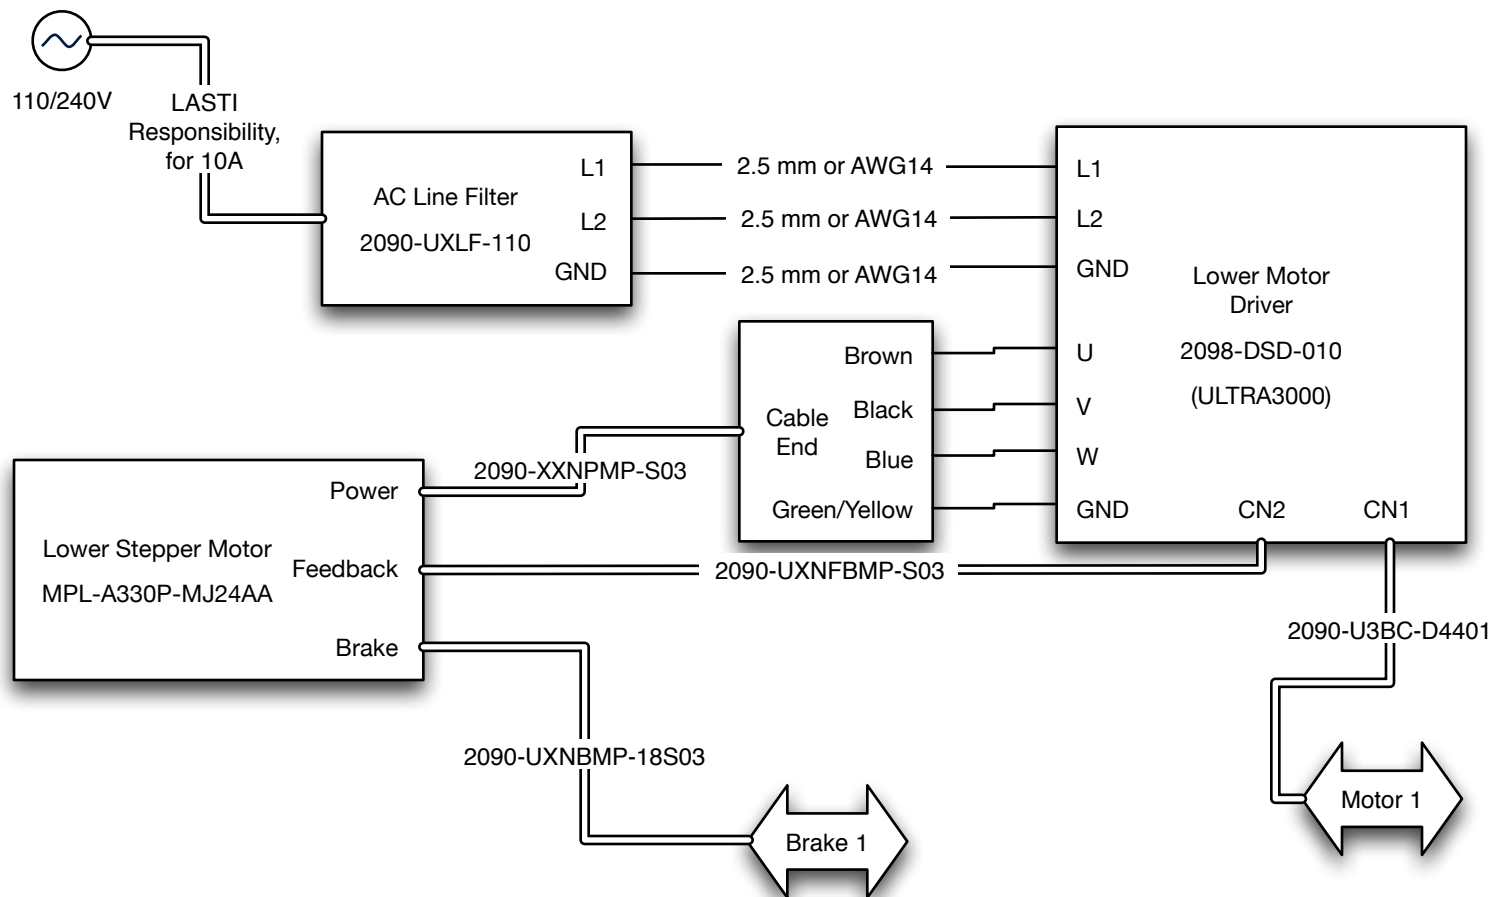 110/240V
LASTI
Responsibility,
for 10A
AC Line Filter
2090-UXLF-110
L1
L2
GND
2.5 mm or AWG14
2.5 mm or AWG14
2.5 mm or AWG14
L1
L2
GND
U
V
W
GND
Lower Motor
Driver
2098-DSD-010
(ULTRA3000)
CN2
CN1
Cable
End
Brown
Black
Blue
Green/Yellow
2090-XXNPMP-S03
Lower Stepper Motor
MPL-A330P-MJ24AA
Power
Feedback
Brake
2090-UXNFBMP-S03
2090-U3BC-D4401
2090-UXNBMP-18S03
Brake 1
Motor 1